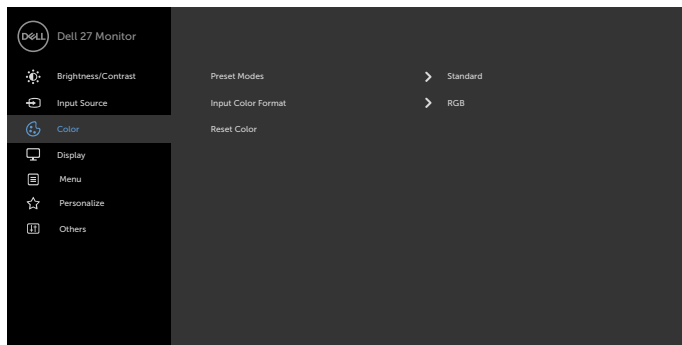 DELL Dell 27 Monitor
Brightness/Contrast Preset Modes Standard
Input Source Input Color Format RGB
Color Reset Color
Display
Menu
Personalize
Others